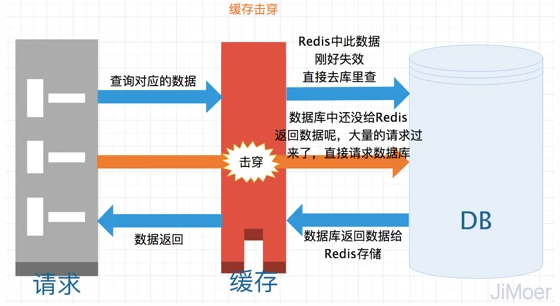 缓存击穿
查询对应的数据
Redis中此数据
刚好失效
直接去库里查
数据库中还没给Redis
返回数据呢，大量的请求过
来了，直接请求数据库
击穿
DB
数据返回
数据库返回数据给
Redis存储
请求
缓存
JiMoer